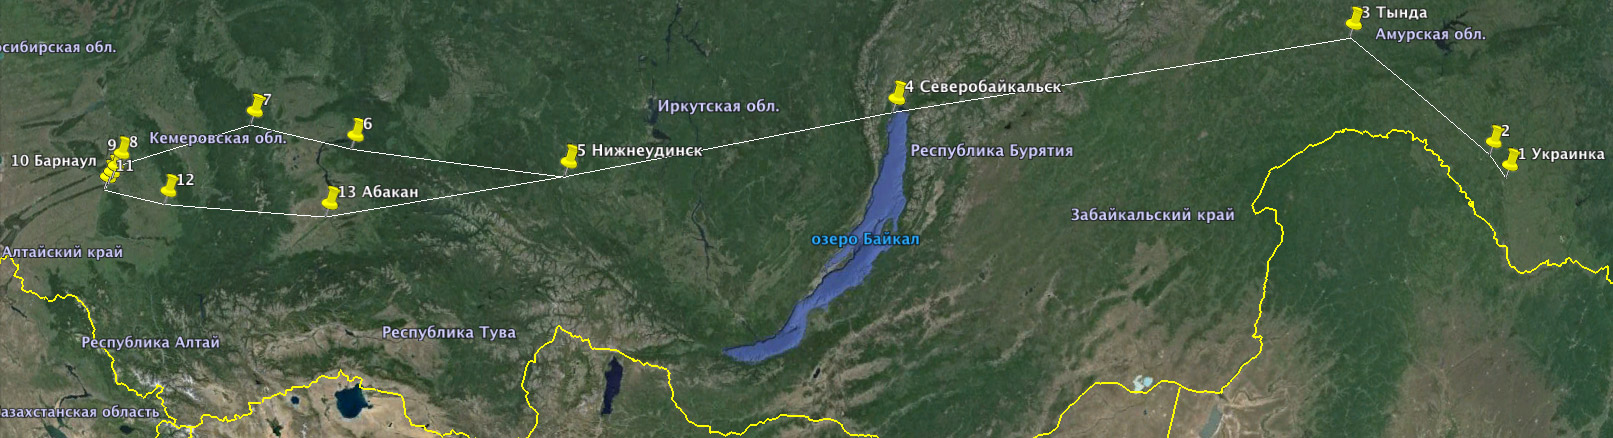 3 Тында
Амурская обл.
осибирская обл.
4 Северобайкальск
7
Иркутская обл.
6
2
Кемеровская обл.
9
8
5 Нижнеудинск
Республика Бурятия
1 Украинка
10 Барнаул
11
12
13 Абакан
Забайкальский край
озеро Байкал
Алтайский край
Республика Тува
Республика Алтай
азахстанская область